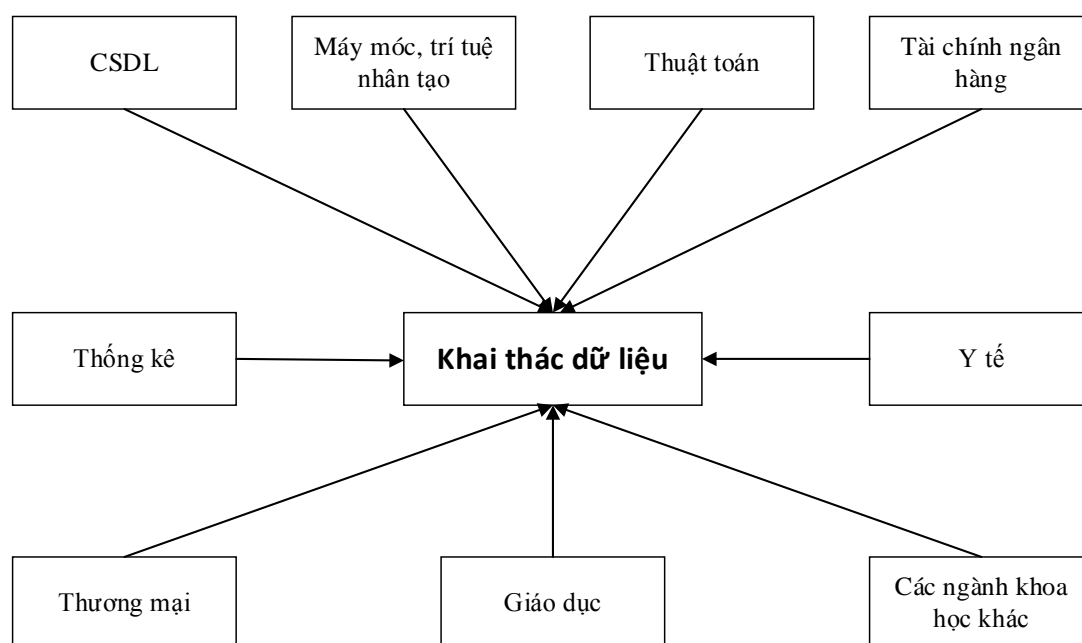 CSDL
Máy móc, trí tuệ
nhân tạo
Thuật toán
Tài chính ngân
hàng
Thống kê
Khai thác dữ liệu
Y tế
Thương mại
Giáo dục
Các ngành khoa
học khác